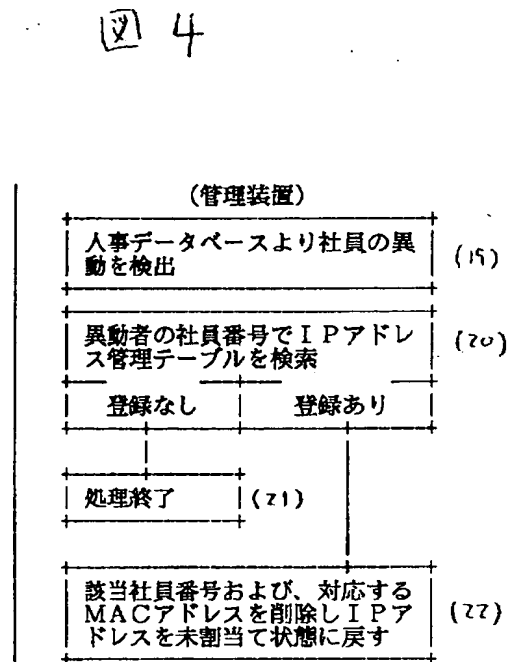 図 4
(管理装置)
人事データベースより社員の異
動を検出
(19)
異動者の社員番号でIPアドレ
ス管理テーブルを検索
(20)
登録なし 登録あり
処理終了 (21)
該当社員番号および、対応する
MACアドレスを削除しIPア
ドレスを未割当て状態に戻す
(22)